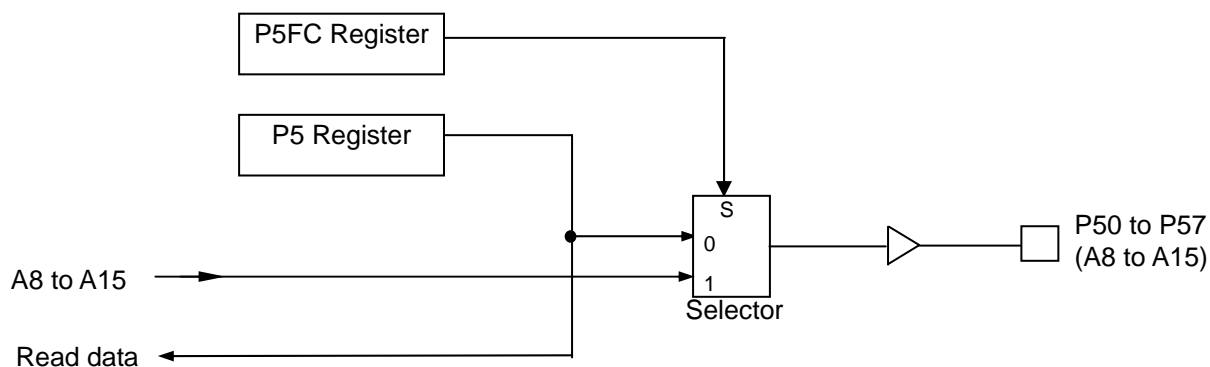 P5FC Register
P5 Register
S
0
1
Selector
A8 to A15
Read data
P50 to P57
(A8 to A15)